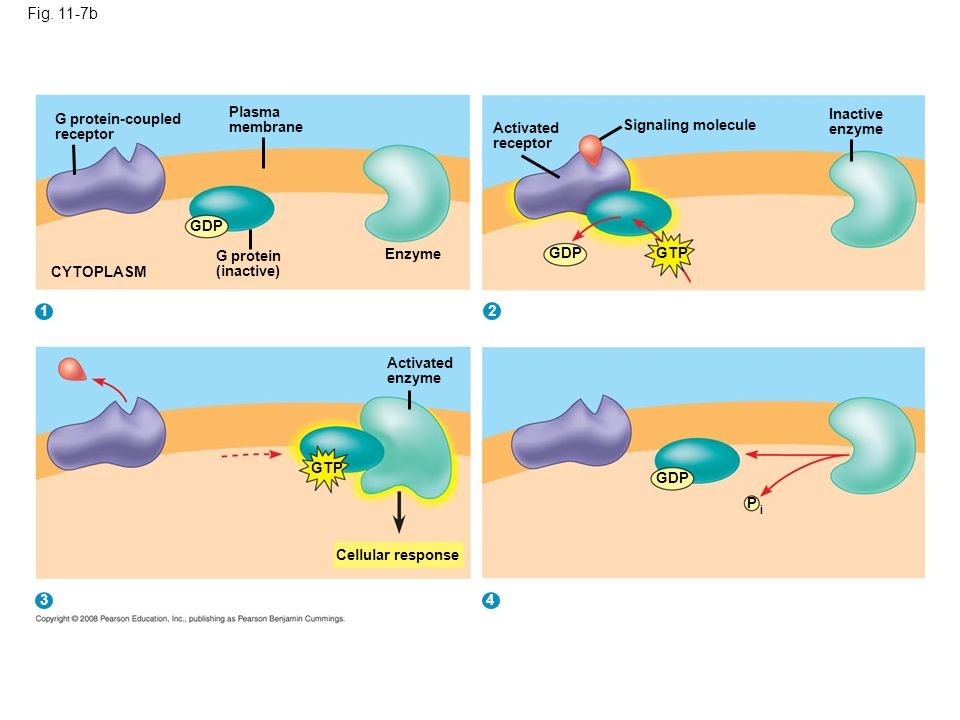 Fig. 11-7b
G protein-coupled
receptor
Plasma
membrane
GDP
G protein
(inactive)
Enzyme
CYTOPLASM
1
Activated
receptor
Signaling molecule
Inactive
enzyme
GDP
GTP
2
Activated
enzyme
GTP
Cellular response
3
GDP
P i
4
Copyright © 2008 Pearson Education, Inc., publishing as Pearson Benjamin Cummings.